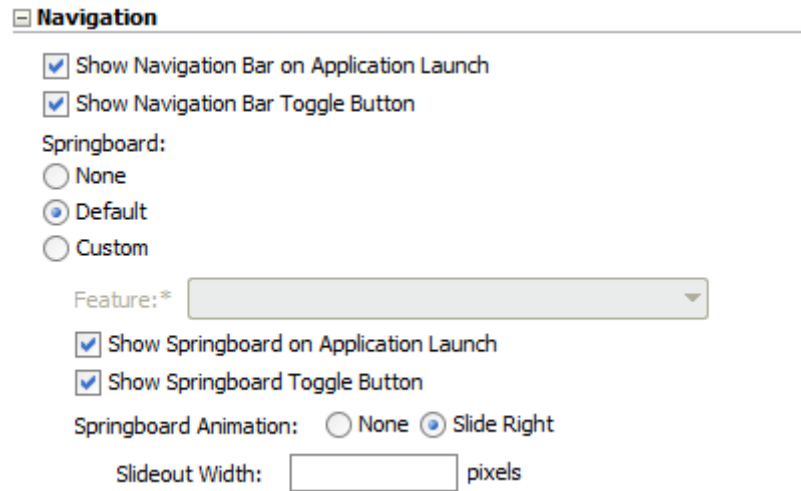 Navigation
Show Navigation Bar on Application Launch
Show Navigation Bar Toggle Button
Springboard:
None
Default
Custom
Feature:*
Show Springboard on Application Launch
Show Springboard Toggle Button
Springboard Animation: None Slide Right
Slideout Width: pixels